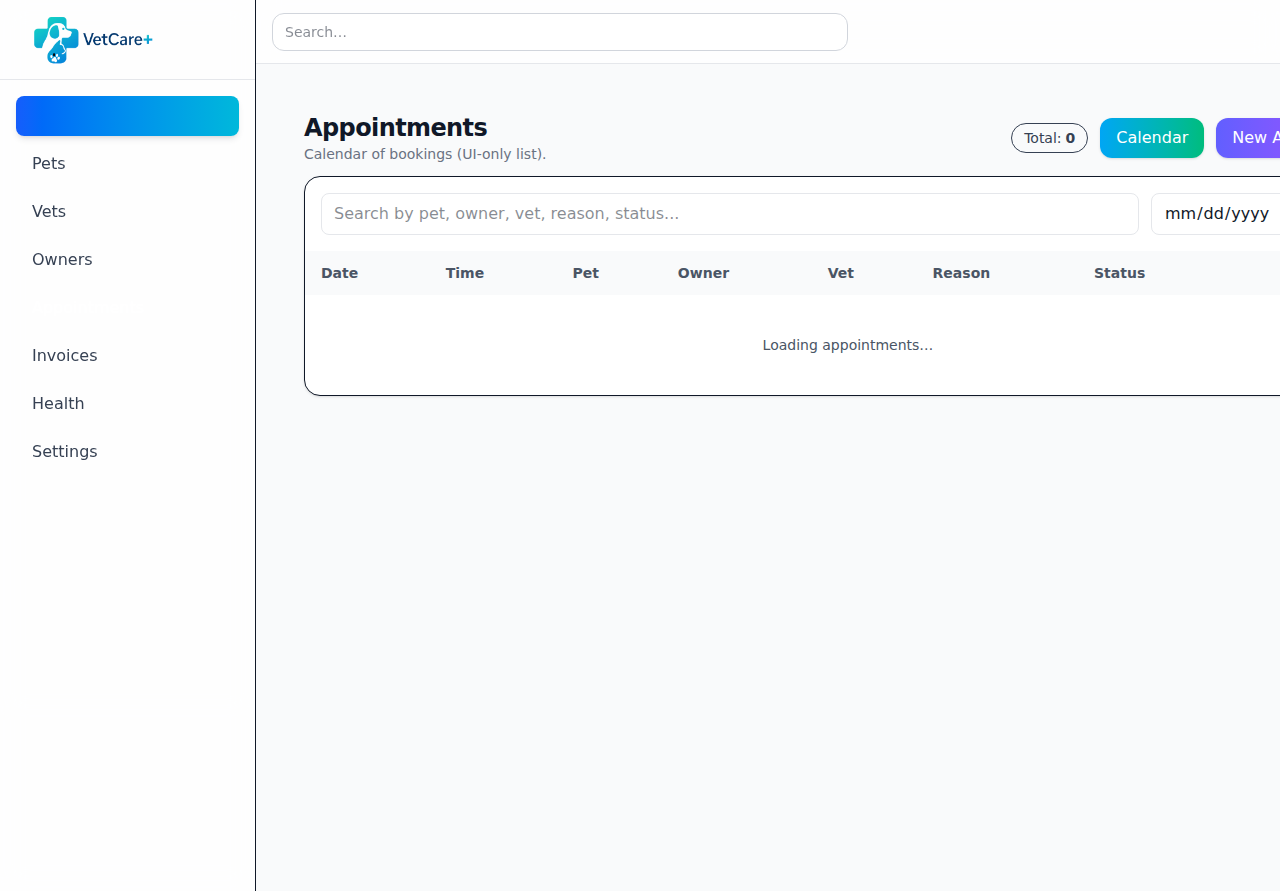 VetCare+
Search...
Pets
Vets
Owners
Invoices
Health
Settings
Appointments
Calendar of bookings (UI-only list).
Total: 0
Calendar
New A
Search by pet, owner, vet, reason, status...
mm/dd/yyyy
Date Time Pet Owner Vet Reason Status
Loading appointments...